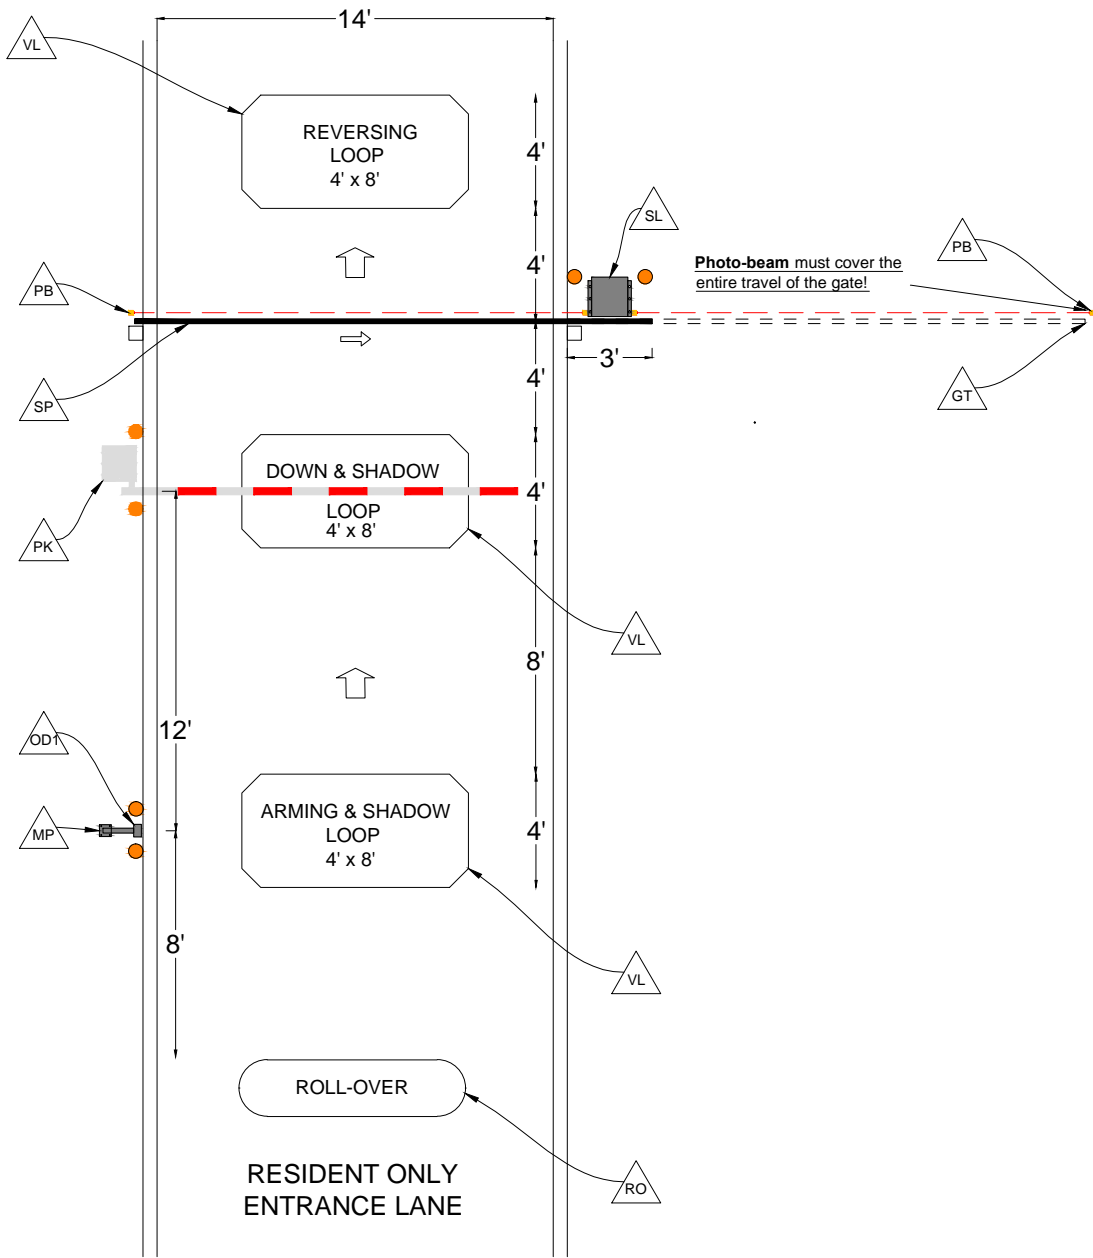 14'
VL
REVERSING
LOOP
4' x 8'
4'
SL
4'
PB
Photo-beam must cover the
entire travel of the gate!
PB
3'
4'
SP
GT
DOWN & SHADOW
4'
LOOP
4' x 8'
PK
VL
8'
12'
OD1
ARMING & SHADOW
LOOP
4' x 8'
4'
MP
8'
VL
ROLL-OVER
RESIDENT ONLY
ENTRANCE LANE
RO